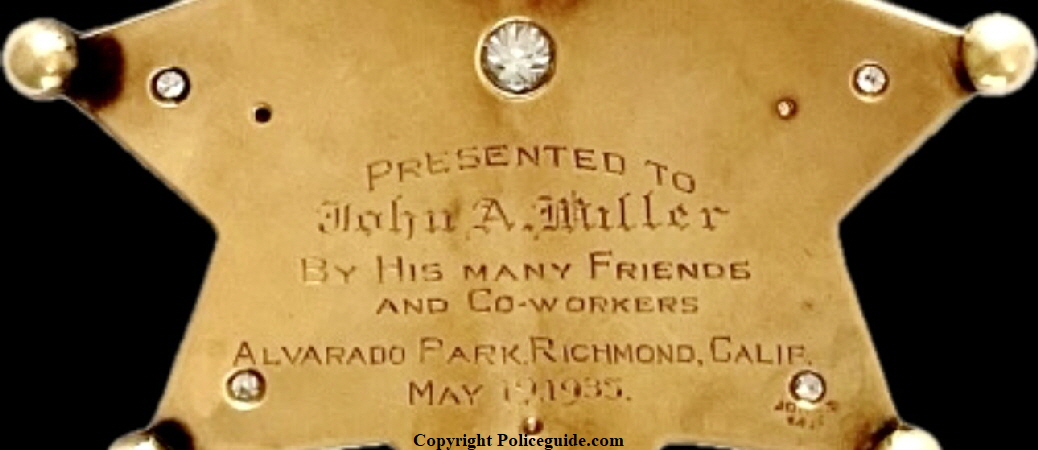 PRESENTED TO
John A. Miller
BY HIS MANY FRIENDS
AND CO-WORKERS
ALVARADO PARK, RICHMOND, CALIF.
MAY 19, 1935.
Copyright Policeguide.com